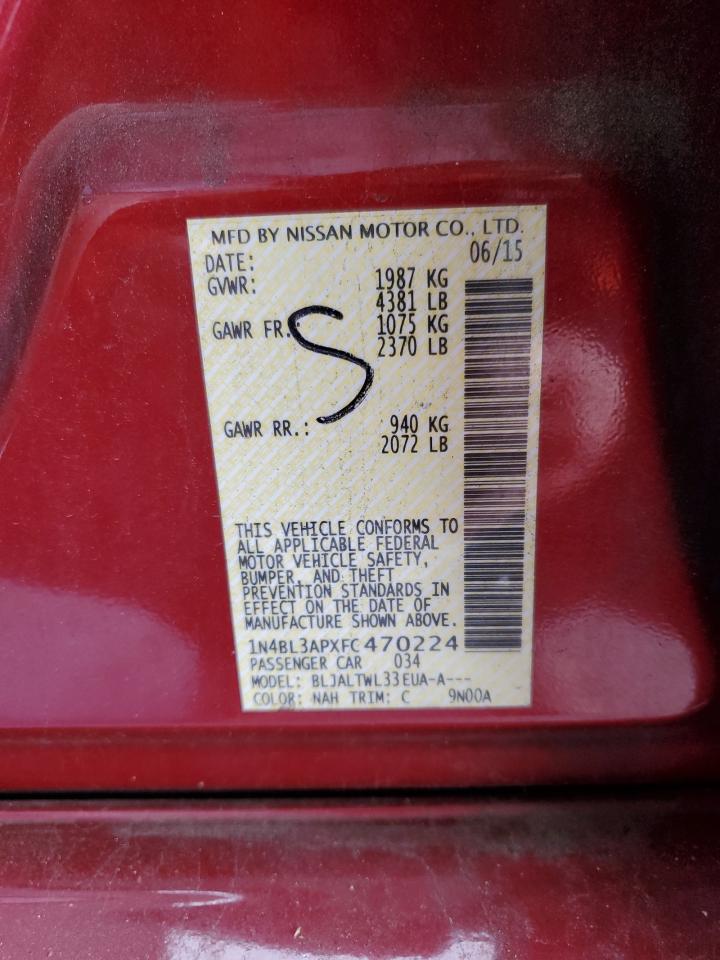 MFD BY NISSAN MOTOR CO., LTD.
DATE: 06/15
GVWR: 1987 KG
4381 LB
GAWR FR.: 1075 KG
2370 LB
S
GAWR RR.: 940 KG
2072 LB
THIS VEHICLE CONFORMS TO
ALL APPLICABLE FEDERAL
MOTOR VEHICLE SAFETY,
BUMPER, AND THEFT
PREVENTION STANDARDS IN
EFFECT ON THE DATE OF
MANUFACTURE SHOWN ABOVE.
1N4BL3APXFC470224
PASSENGER CAR 034
MODEL: BLJALTWL33EUA-A---
COLOR: NAH TRIM: C 9N00A